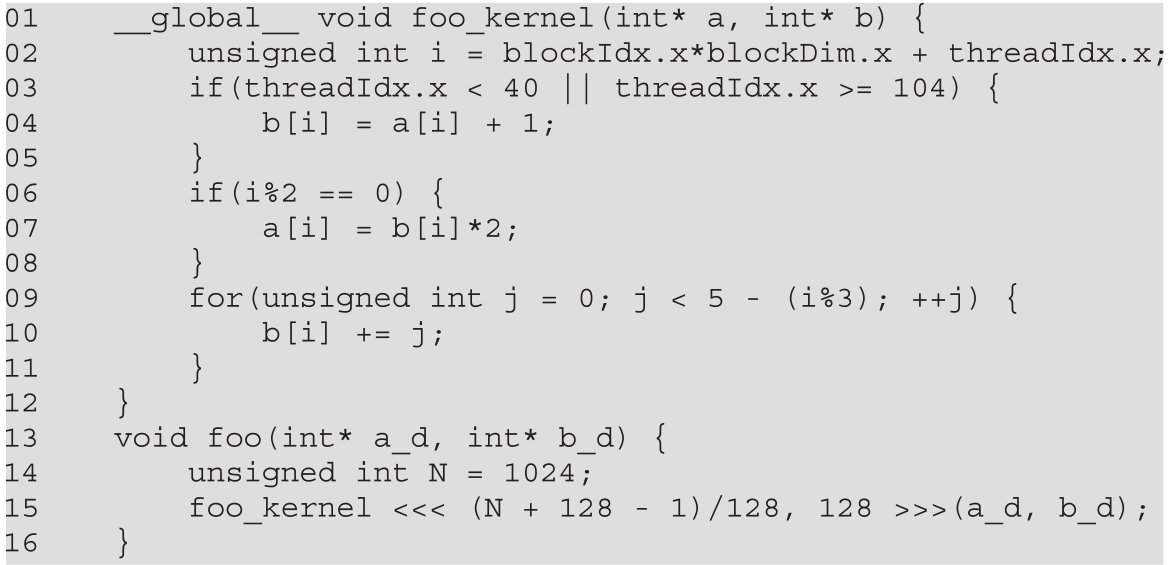 01 __global__ void foo_kernel(int* a, int* b) {
02 unsigned int i = blockIdx.x*blockDim.x + threadIdx.x;
03 if(threadIdx.x < 40 || threadIdx.x >= 104) {
04 b[i] = a[i] + 1;
05 }
06 if(i%2 == 0) {
07 a[i] = b[i]*2;
08 }
09 for(unsigned int j = 0; j < 5 - (i%3); ++j) {
10 b[i] += j;
11 }
12 }
13 void foo(int* a_d, int* b_d) {
14 unsigned int N = 1024;
15 foo_kernel <<< (N + 128 - 1)/128, 128 >>>(a_d, b_d);
16 }